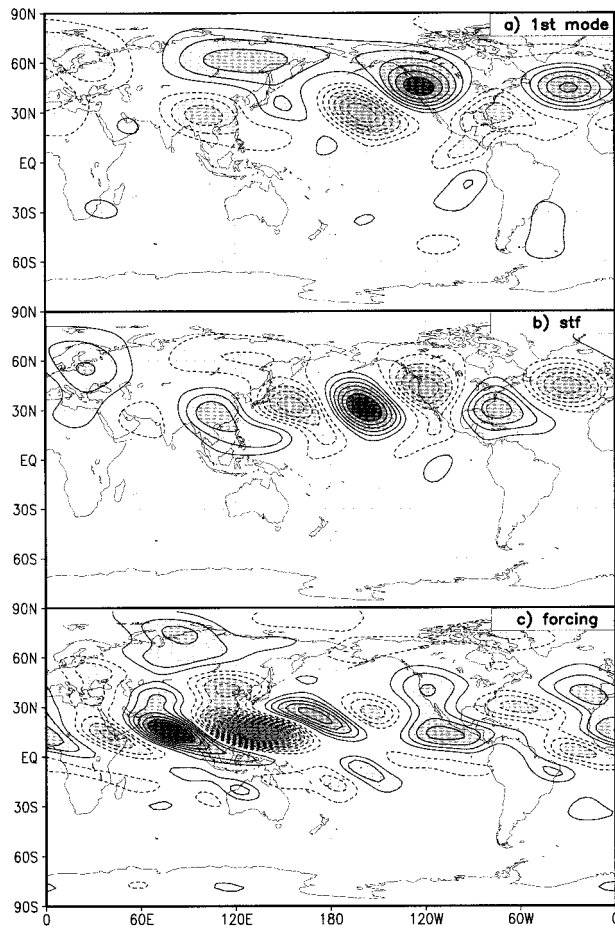 90N
a) 1st mode
60N
30N
EQ
30S
60S
90N
b) stf
60N
30N
EQ
30S
60S
90N
c) forcing
60N
30N
EQ
30S
60S
90S
0 60E 120E 180 120W 60W 0